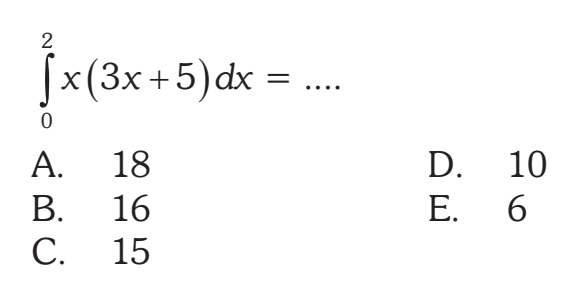 ∫₀² x(3x+5)dx = ....
A. 18
B. 16
C. 15
D. 10
E. 6